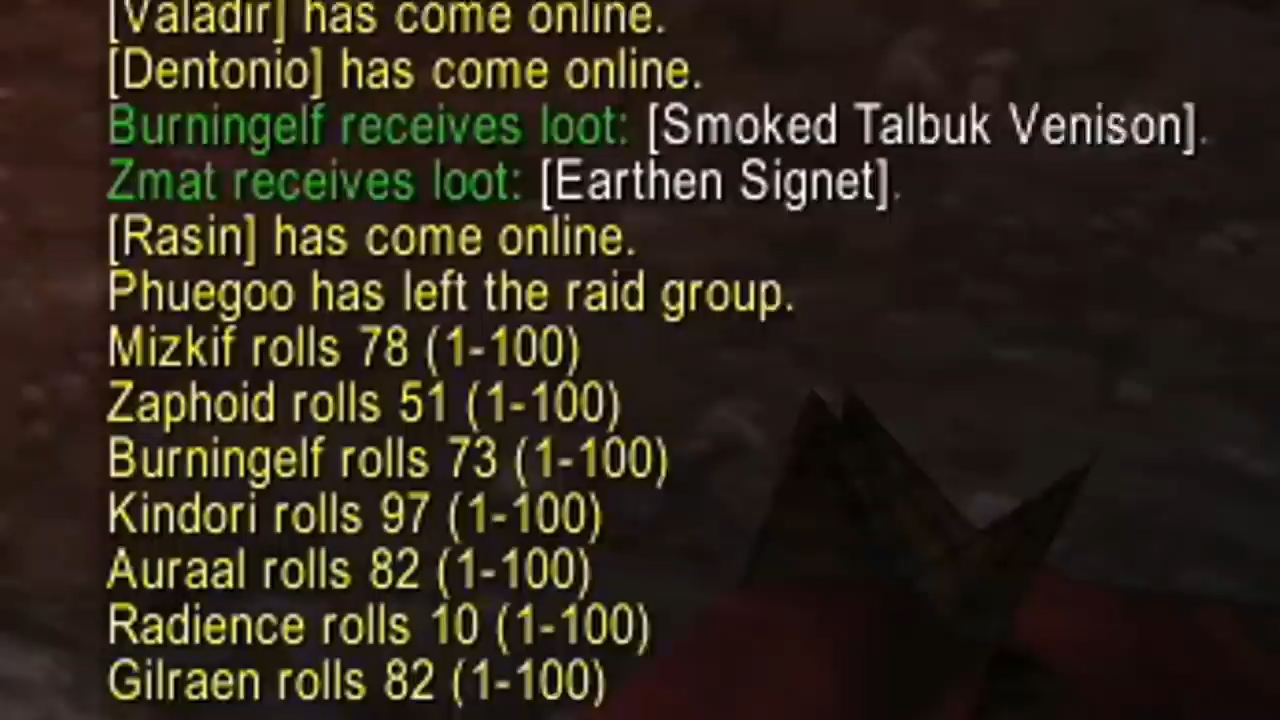 [Valadir] has come online.
[Dentonio] has come online.
Burningelf receives loot: [Smoked Talbuk Venison].
Zmat receives loot: [Earthen Signet].
[Rasin] has come online.
Phuegoo has left the raid group.
Mizkif rolls 78 (1-100)
Zaphoid rolls 51 (1-100)
Burningelf rolls 73 (1-100)
Kindori rolls 97 (1-100)
Auraal rolls 82 (1-100)
Radience rolls 10 (1-100)
Gilraen rolls 82 (1-100)